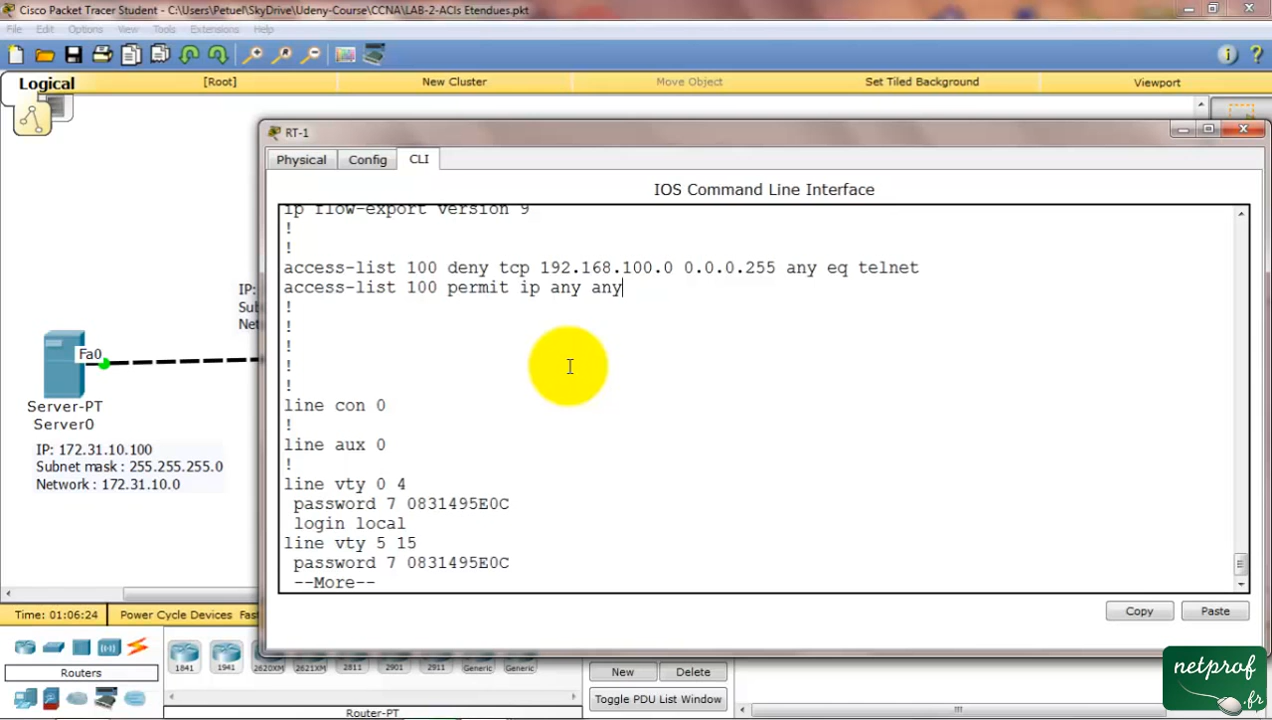 Cisco Packet Tracer Student - C:\Users\Petuel\SkyDrive\Udeny-Course\CCNA\LAB-2-ACIs Etendues.pkt
File Edit Options View Tools Extensions Help
Logical [Root] New Cluster Move Object Set Tiled Background Viewport
RT-1
Physical Config CLI
IOS Command Line Interface
ip flow-export version 9
!
!
access-list 100 deny tcp 192.168.100.0 0.0.0.255 any eq telnet
access-list 100 permit ip any any
!
!
!
!
!
line con 0
!
line aux 0
!
line vty 0 4
password 7 0831495E0C
login local
line vty 5 15
password 7 0831495E0C
--More--
Copy Paste
IP:
Sub
Net
Fa0
Server-PT
Server0
IP: 172.31.10.100
Subnet mask : 255.255.255.0
Network : 172.31.10.0
Time: 01:06:24 Power Cycle Devices Fas
Routers
1841 1941 2620XM 2621XM 2811 2901 2911 Generic Generic
Router-PT
New Delete
Toggle PDU List Window
netprof
.fr